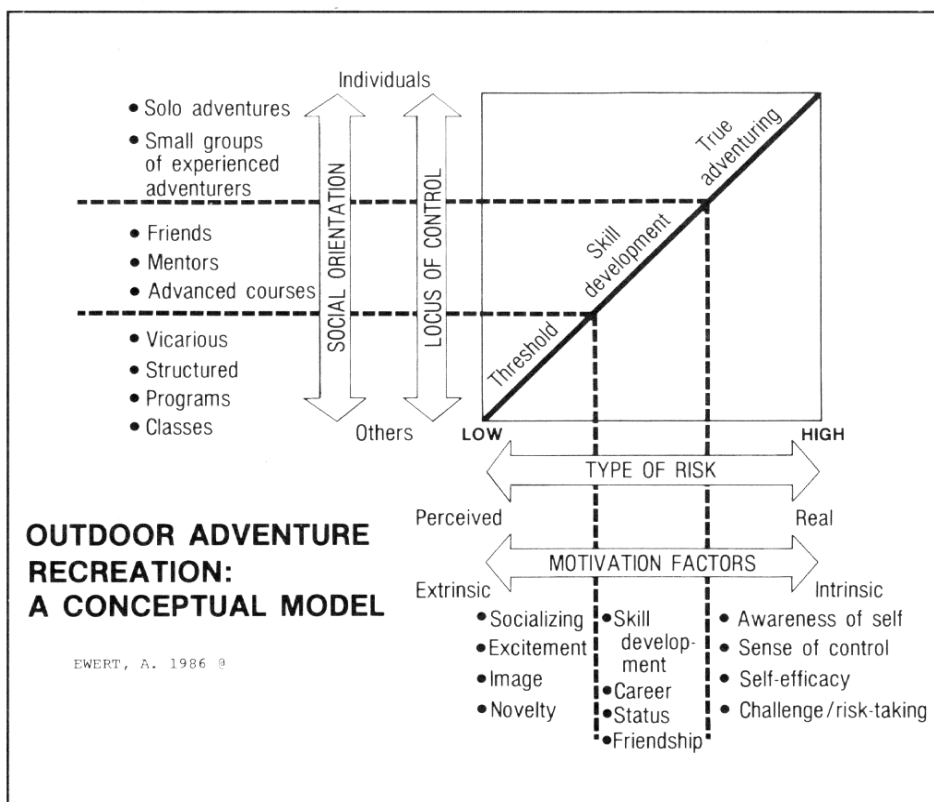 Individuals
• Solo adventures
• Small groups
of experienced
adventurers
• Friends
• Mentors
• Advanced courses
• Vicarious
• Structured
• Programs
• Classes
SOCIAL ORIENTATION
LOCUS OF CONTROL
Others
True
adventuring
Skill
development
Threshold
LOW
HIGH
TYPE OF RISK
Perceived
Real
MOTIVATION FACTORS
Extrinsic
Intrinsic
• Socializing
• Excitement
• Image
• Novelty
• Skill
develop-
ment
• Career
• Status
• Friendship
• Awareness of self
• Sense of control
• Self-efficacy
• Challenge/risk-taking
OUTDOOR ADVENTURE
RECREATION:
A CONCEPTUAL MODEL
EWERT, A. 1986 @